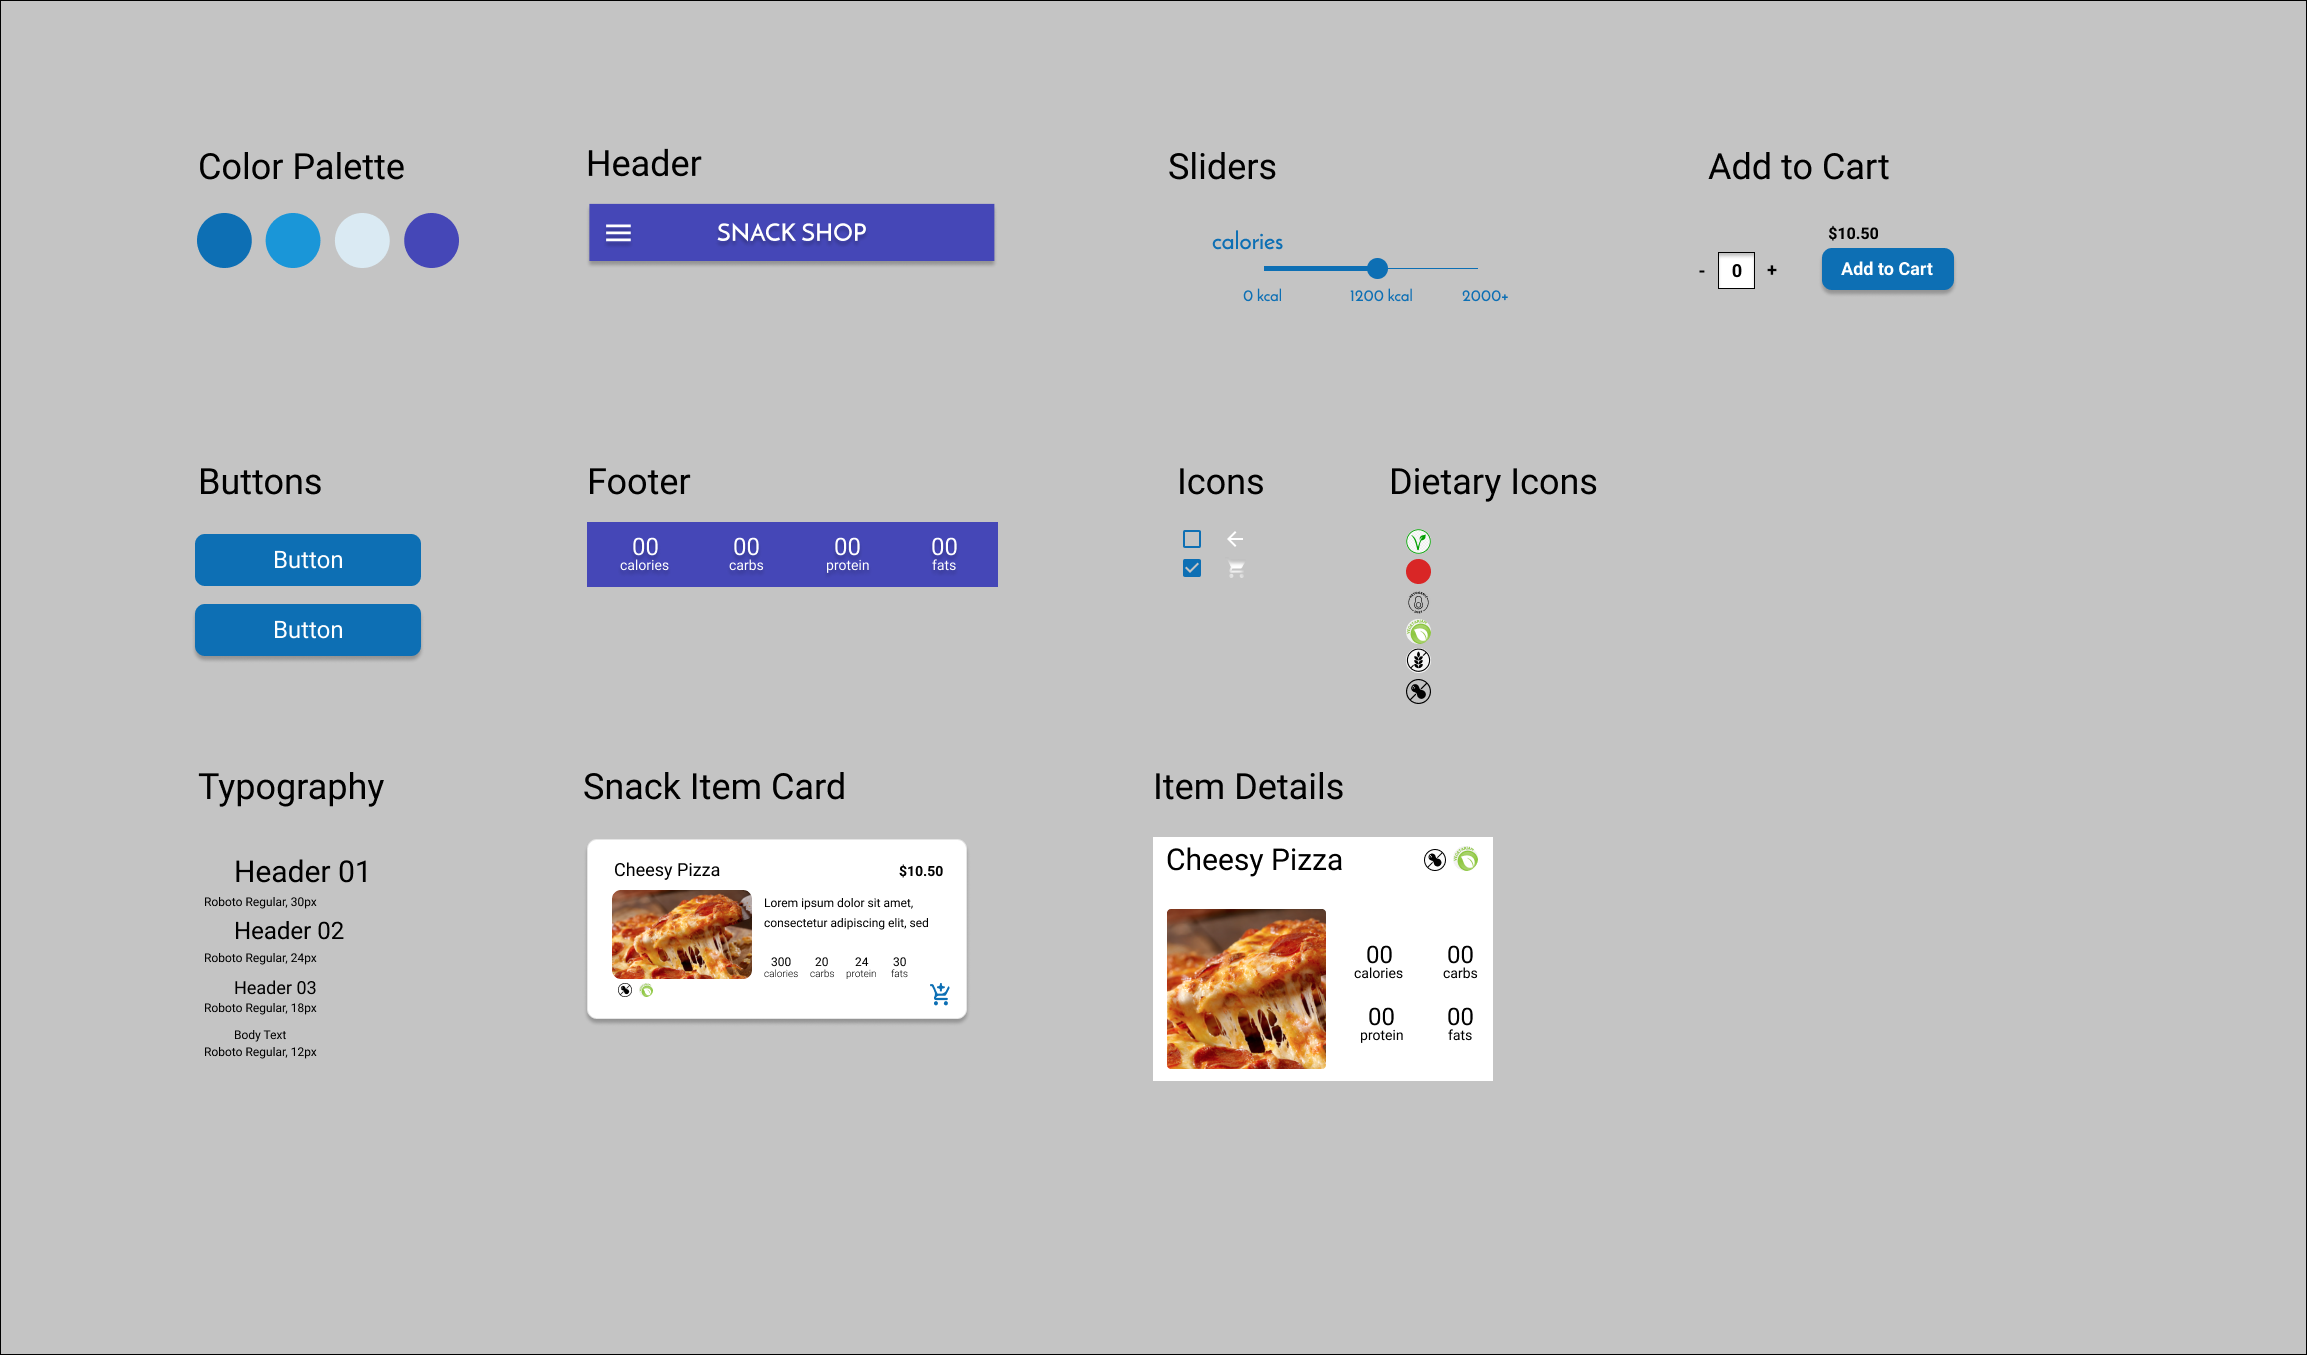 Color Palette
Header
SNACK SHOP
Sliders
calories
0 kcal
1200 kcal
2000+
Add to Cart
$10.50
- 0 +
Add to Cart
Buttons
Button
Button
Footer
00 00 00 00
calories carbs protein fats
Icons
Dietary Icons
Typography
Header 01
Roboto Regular, 30px
Header 02
Roboto Regular, 24px
Header 03
Roboto Regular, 18px
Body Text
Roboto Regular, 12px
Snack Item Card
Cheesy Pizza
$10.50
Lorem ipsum dolor sit amet,
consectetur adipiscing elit, sed
300 20 24 30
calories carbs protein fats
Item Details
Cheesy Pizza
00 00
calories carbs
00 00
protein fats